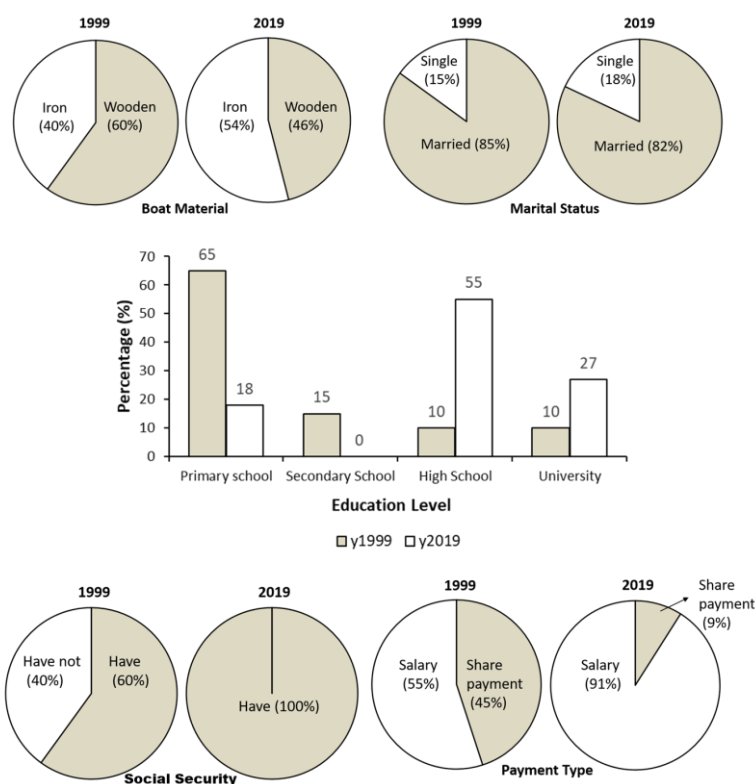 1999
2019
1999
2019
Iron
(40%)
Wooden
(60%)
Iron
(54%)
Wooden
(46%)
Single
(15%)
Married (85%)
Single
(18%)
Married (82%)
Boat Material
Marital Status
Percentage (%)
70
60
50
40
30
20
10
0
65
18
15
0
10
55
10
27
Primary school
Secondary School
High School
University
Education Level
y1999
y2019
1999
2019
1999
2019
Have not
(40%)
Have
(60%)
Have (100%)
Salary
(55%)
Share
payment
(45%)
Salary
(91%)
Share
payment
(9%)
Social Security
Payment Type